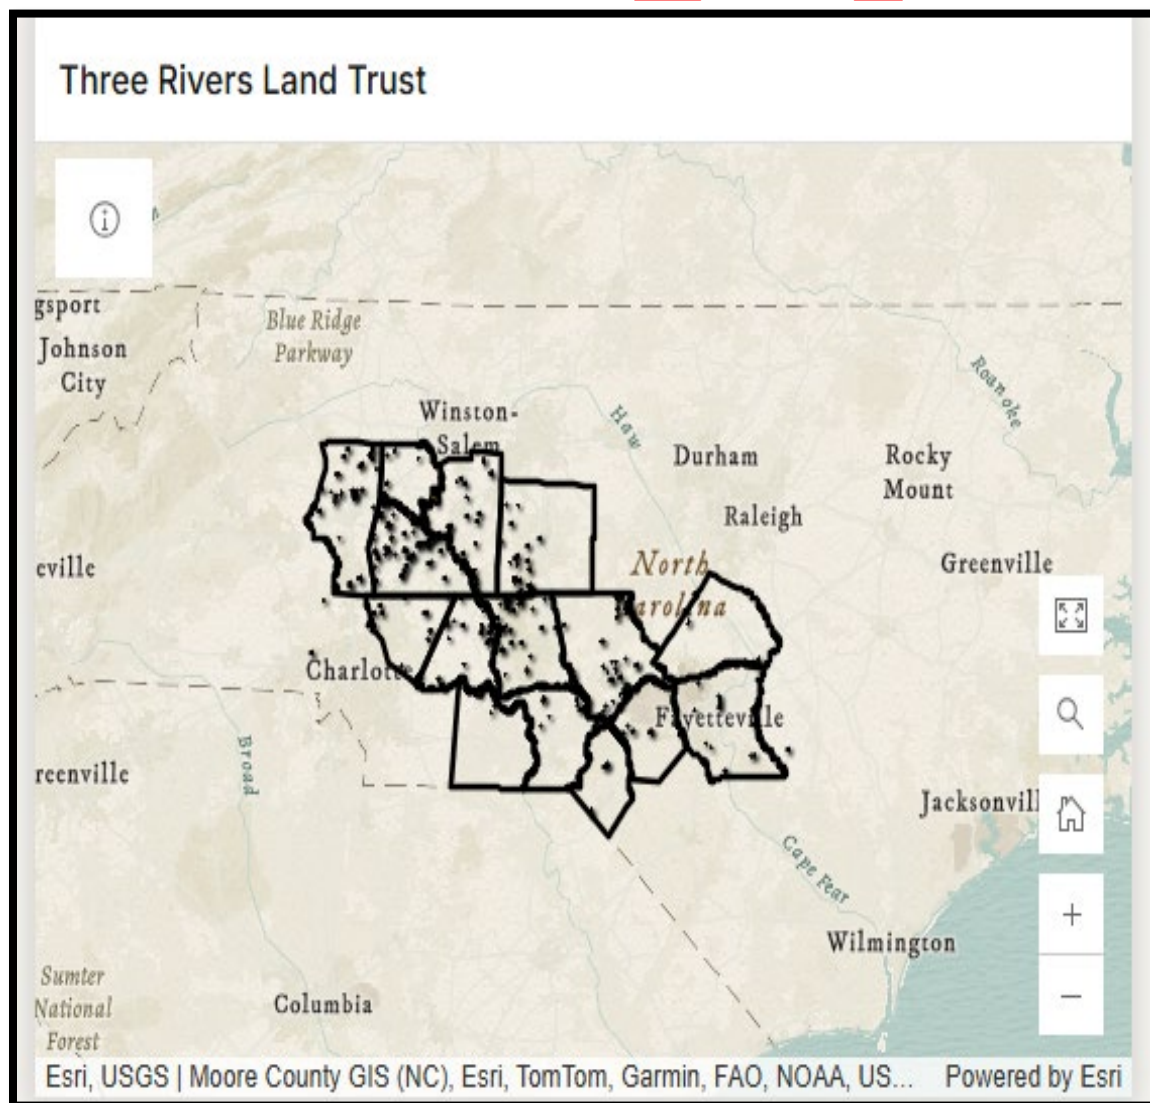 Three Rivers Land Trust
gsport
Johnson
City
Blue Ridge
Parkway
Winston-
Salem
Haw
Durham
Raleigh
Roanoke
Rocky
Mount
Greenville
eville
North
Carolina
Charlotte
Fayetteville
reenville
Broad
Jacksonvill
Cape Fear
Wilmington
Sumter
National
Forest
Columbia
Esri, USGS | Moore County GIS (NC), Esri, TomTom, Garmin, FAO, NOAA, US... Powered by Esri